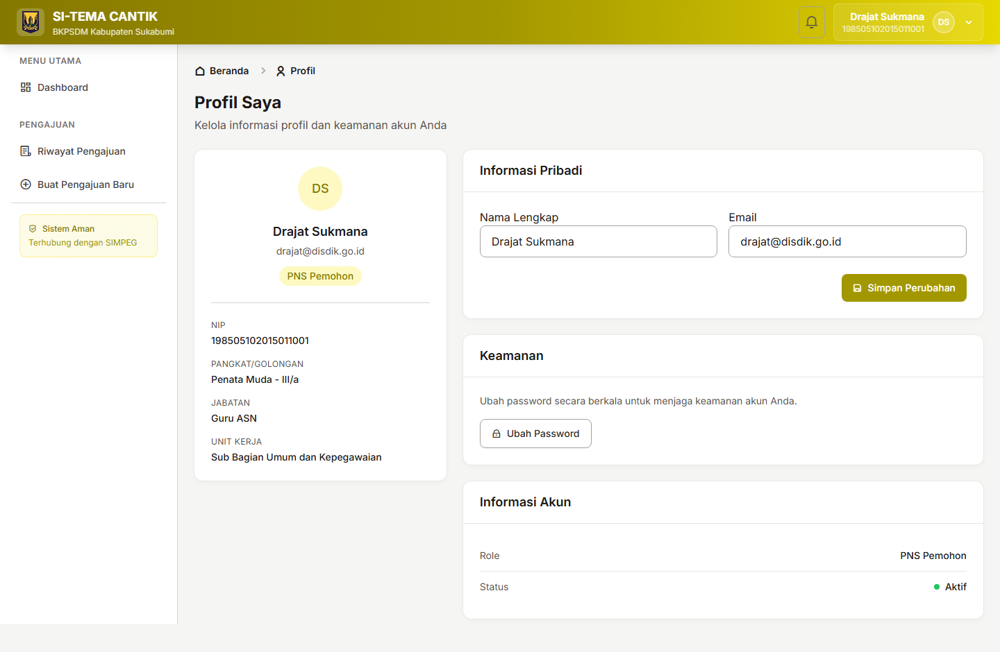 SI-TEMA CANTIK
BKPSDM Kabupaten Sukabumi
Drajat Sukmana
198505102015011001
DS
MENU UTAMA
Dashboard
PENGAJUAN
Riwayat Pengajuan
Buat Pengajuan Baru
Sistem Aman
Terhubung dengan SIMPEG
Beranda
Profil
Profil Saya
Kelola informasi profil dan keamanan akun Anda
DS
Drajat Sukmana
drajat@disdik.go.id
PNS Pemohon
NIP
198505102015011001
PANGKAT/GOLONGAN
Penata Muda - III/a
JABATAN
Guru ASN
UNIT KERJA
Sub Bagian Umum dan Kepegawaian
Informasi Pribadi
Nama Lengkap
Drajat Sukmana
Email
drajat@disdik.go.id
Simpan Perubahan
Keamanan
Ubah password secara berkala untuk menjaga keamanan akun Anda.
Ubah Password
Informasi Akun
Role
PNS Pemohon
Status
Aktif